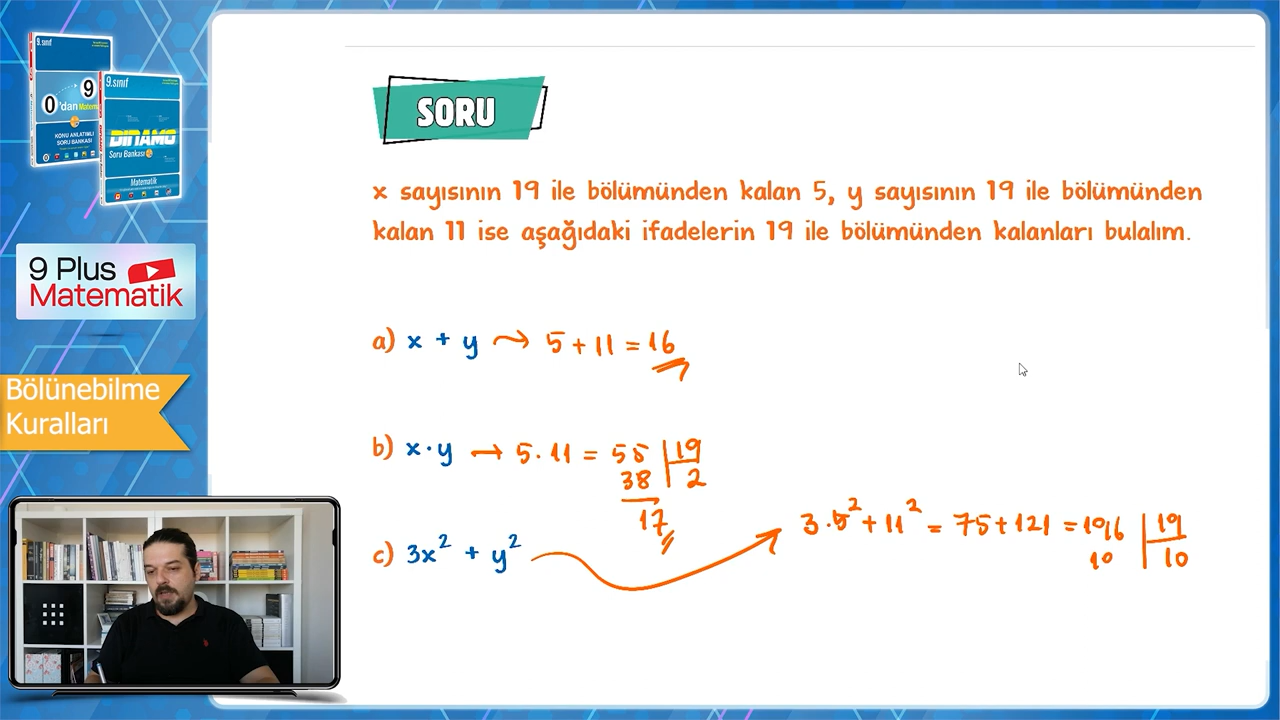 9.sınıf
0'dan 9
Matematik
KONU ANLATIMLI
SORU BANKASI
9.sınıf
DİNAMO
Soru Bankası
Matematik
9 Plus
Matematik
Bölünebilme
Kuralları
SORU
x sayısının 19 ile bölümünden kalan 5, y sayısının 19 ile bölümünden
kalan 11 ise aşağıdaki ifadelerin 19 ile bölümünden kalanları bulalım.
a) x + y → 5 + 11 = 16
b) x · y → 5 . 11 = 55 | 19
38 2
17
c) 3x² + y²
3 . 5² + 11² = 75 + 121 = 196 | 19
10 10